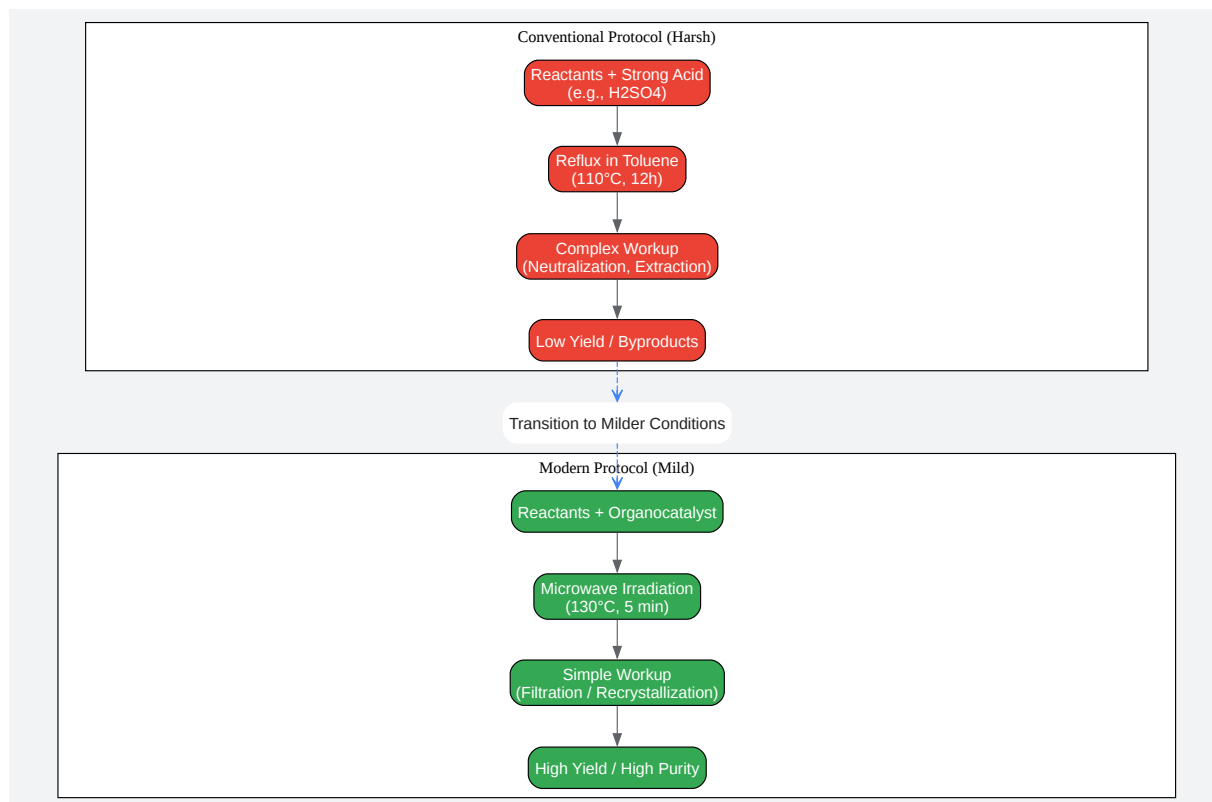 Conventional Protocol (Harsh)
Reactants + Strong Acid
(e.g., H2SO4)
Reflux in Toluene
(110°C, 12h)
Complex Workup
(Neutralization, Extraction)
Low Yield / Byproducts
Transition to Milder Conditions
Modern Protocol (Mild)
Reactants + Organocatalyst
Microwave Irradiation
(130°C, 5 min)
Simple Workup
(Filtration / Recrystallization)
High Yield / High Purity